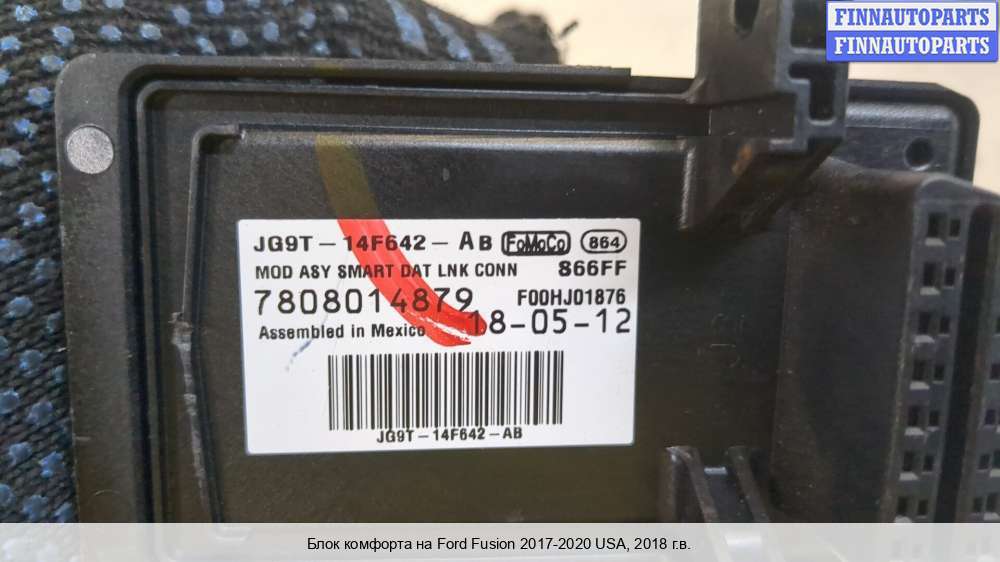 FINNAUTOPARTS
FINNAUTOPARTS
JG9T-14F642-AB FoMoCo 864
MOD ASY SMART DAT LNK CONN 866FF
7808014879 F00HJ01876
Assembled in Mexico 18-05-12
JG9T-14F642-AB
Блок комфорта на Ford Fusion 2017-2020 USA, 2018 г.в.